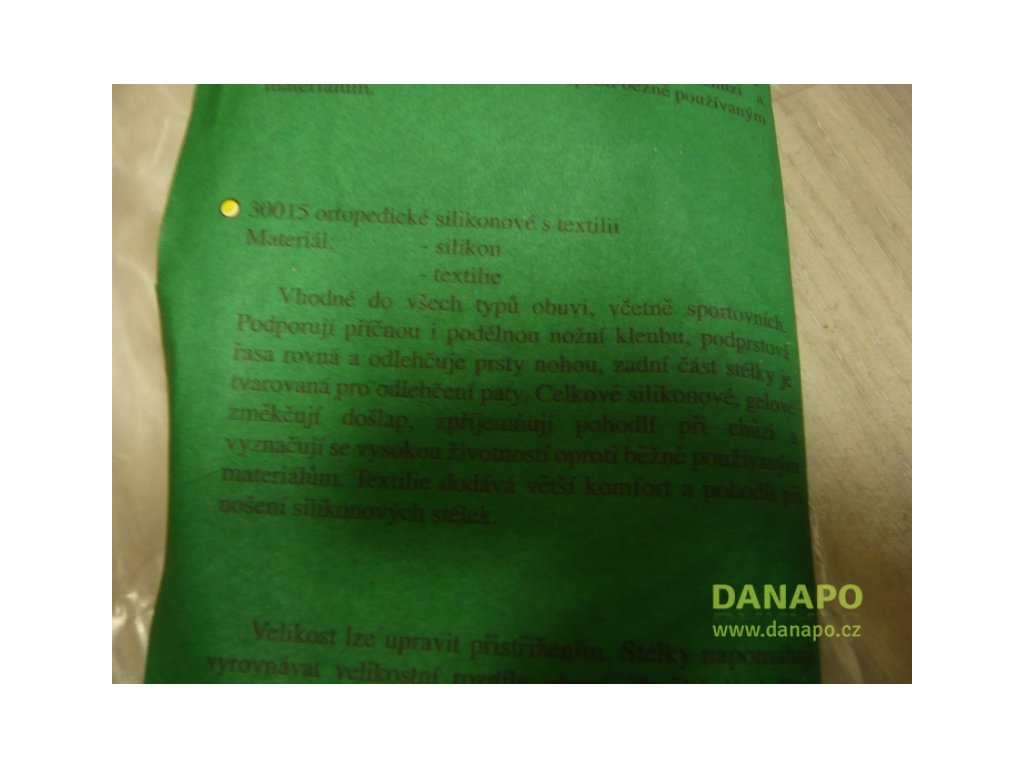 materiálům. běžně používaným
30015 ortopedické silikonové s textilií
Materiál: - silikon
- textilie
Vhodné do všech typů obuvi, včetně sportovních.
Podporují příčnou i podélnou nožní klenbu, podprstová
řasa rovná a odlehčuje prsty nohou, zadní část stélky je
tvarovaná pro odlehčení paty. Celkově silikonové, gelové
změkčují došlap, zpříjemňují pohodlí při chůzi a
vyznačují se vysokou životností oproti běžně používaným
materiálům. Textilie dodává větší komfort a pohodlí při
nošení silikonových stélek.
Velikost lze upravit přistřižením. Stélky napomáhají
vyrovnávat velikostní rozdíly
DANAPO
www.danapo.cz